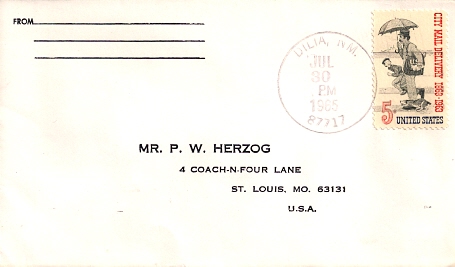 FROM
DILIA, NM.
JUL
30
PM
1965
87717
CITY MAIL DELIVERY 1863-1963
5¢ UNITED STATES
MR. P. W. HERZOG
4 COACH-N-FOUR LANE
ST. LOUIS, MO. 63131
U.S.A.